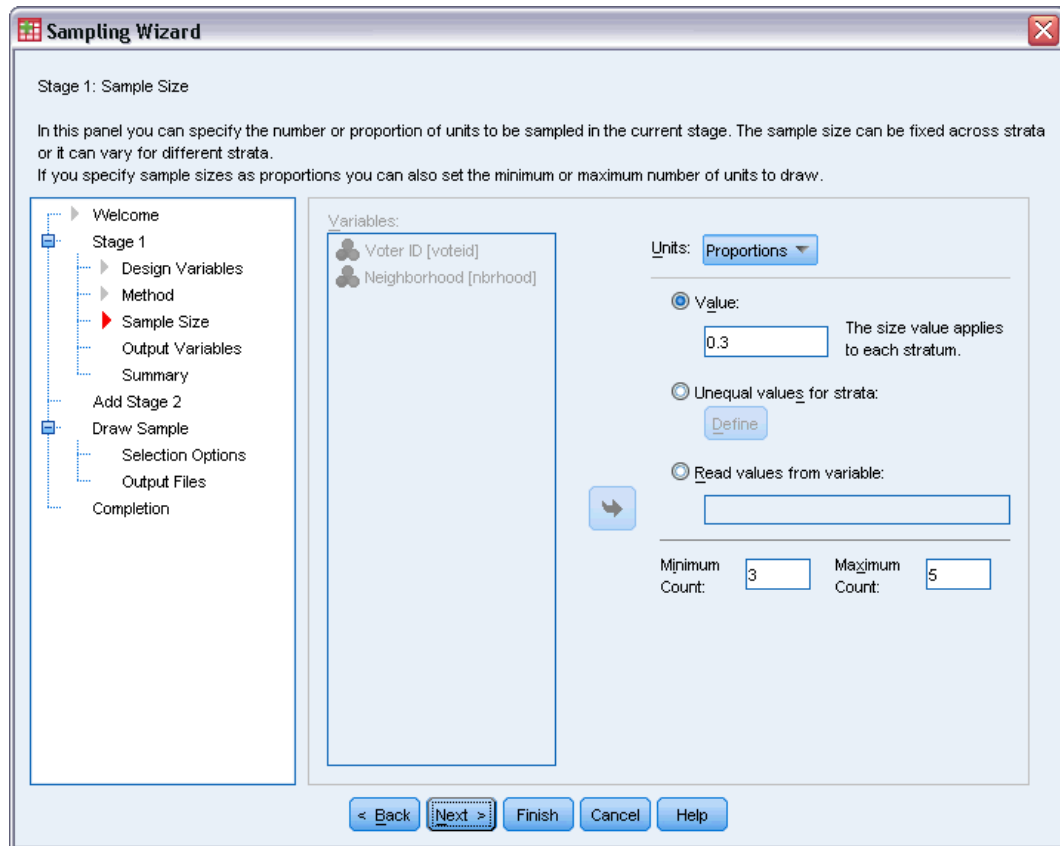 Sampling Wizard
Stage 1: Sample Size
In this panel you can specify the number or proportion of units to be sampled in the current stage. The sample size can be fixed across strata
or it can vary for different strata.
If you specify sample sizes as proportions you can also set the minimum or maximum number of units to draw.
Welcome
Stage 1
Design Variables
Method
Sample Size
Output Variables
Summary
Add Stage 2
Draw Sample
Selection Options
Output Files
Completion
Variables:
Voter ID [voteid]
Neighborhood [nbrhood]
Units: Proportions
Value:
0.3
The size value applies
to each stratum.
Unequal values for strata:
Define
Read values from variable:
Minimum
Count:
3
Maximum
Count:
5
< Back
Next >
Finish
Cancel
Help